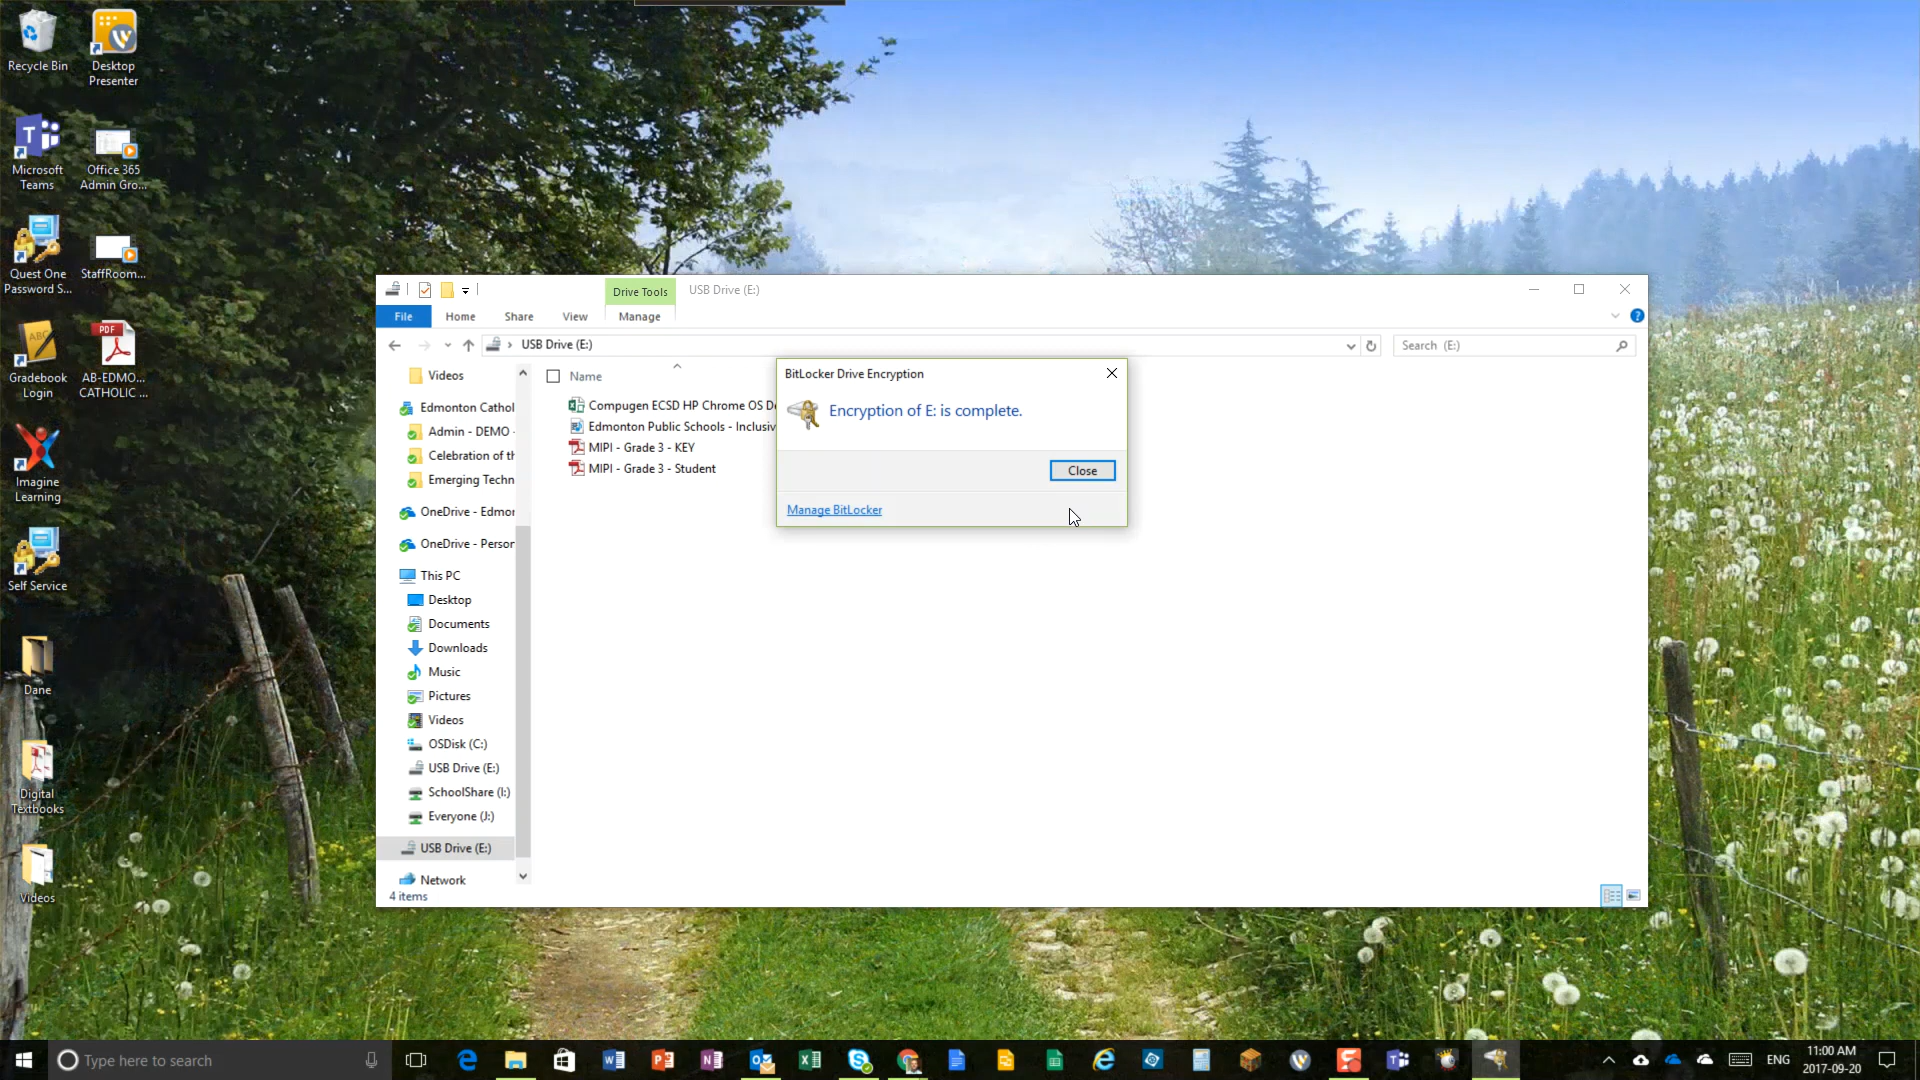 Recycle Bin
Desktop
Presenter
Microsoft
Teams
Office 365
Admin Gro...
Quest One
Password S...
StaffRoom...
Gradebook
Login
PDF
AB-EDMO...
CATHOLIC ...
Imagine
Learning
Self Service
Dane
Digital
Textbooks
Videos
Drive Tools
USB Drive (E:)
File
Home
Share
View
Manage
USB Drive (E:)
Search (E:)
Videos
Edmonton Cathol
Admin - DEMO -
Celebration of th
Emerging Techn
OneDrive - Edmor
OneDrive - Person
This PC
Desktop
Documents
Downloads
Music
Pictures
Videos
OSDisk (C:)
USB Drive (E:)
SchoolShare (I:)
Everyone (J:)
USB Drive (E:)
Network
4 items
Name
Compugen ECSD HP Chrome OS De
Edmonton Public Schools - Inclusiv
MIPI - Grade 3 - KEY
MIPI - Grade 3 - Student
BitLocker Drive Encryption
Encryption of E: is complete.
Close
Manage BitLocker
Type here to search
ENG
11:00 AM
2017-09-20